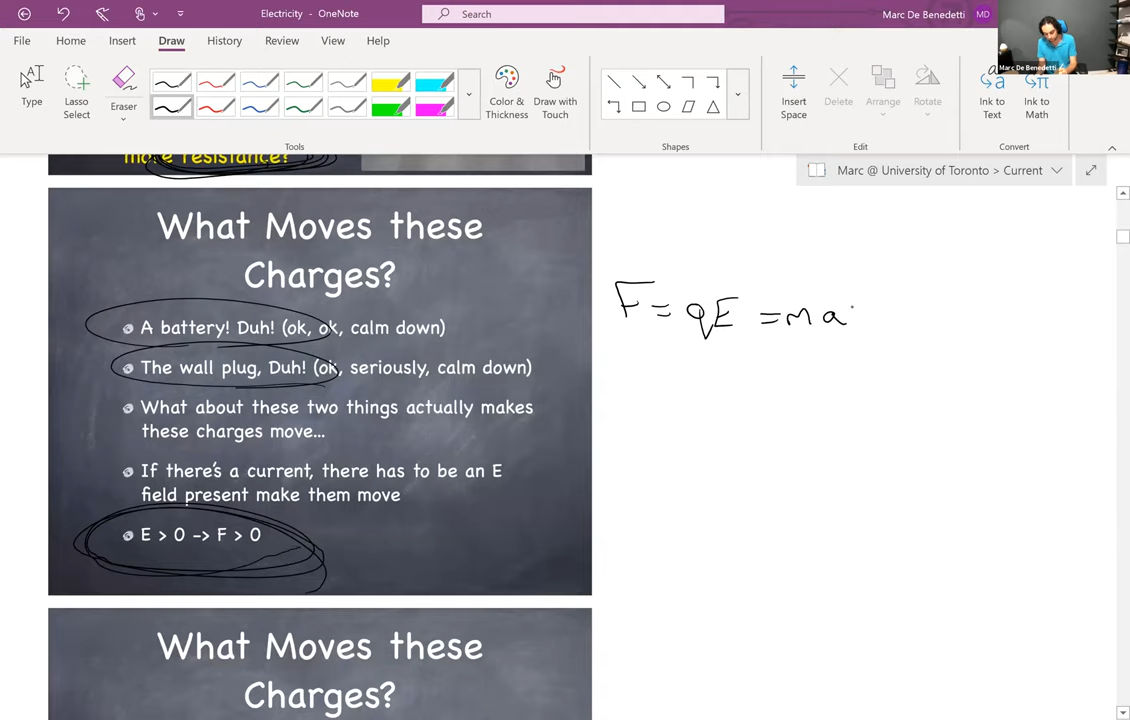 Electricity - OneNote
Search
Marc De Benedetti
MD
File Home Insert Draw History Review View Help
Marc De Benedetti
Type
Lasso Select
Eraser
Color & Thickness
Draw with Touch
Insert Space
Delete
Arrange
Rotate
Ink to Text
Ink to Math
Tools
Shapes
Edit
Convert
more resistance?
Marc @ University of Toronto > Current
What Moves these
Charges?
A battery! Duh! (ok, ok, calm down)
The wall plug, Duh! (ok, seriously, calm down)
What about these two things actually makes
these charges move...
If there's a current, there has to be an E
field present make them move
E > 0 -> F > 0
F = qE = ma
What Moves these
Charges?